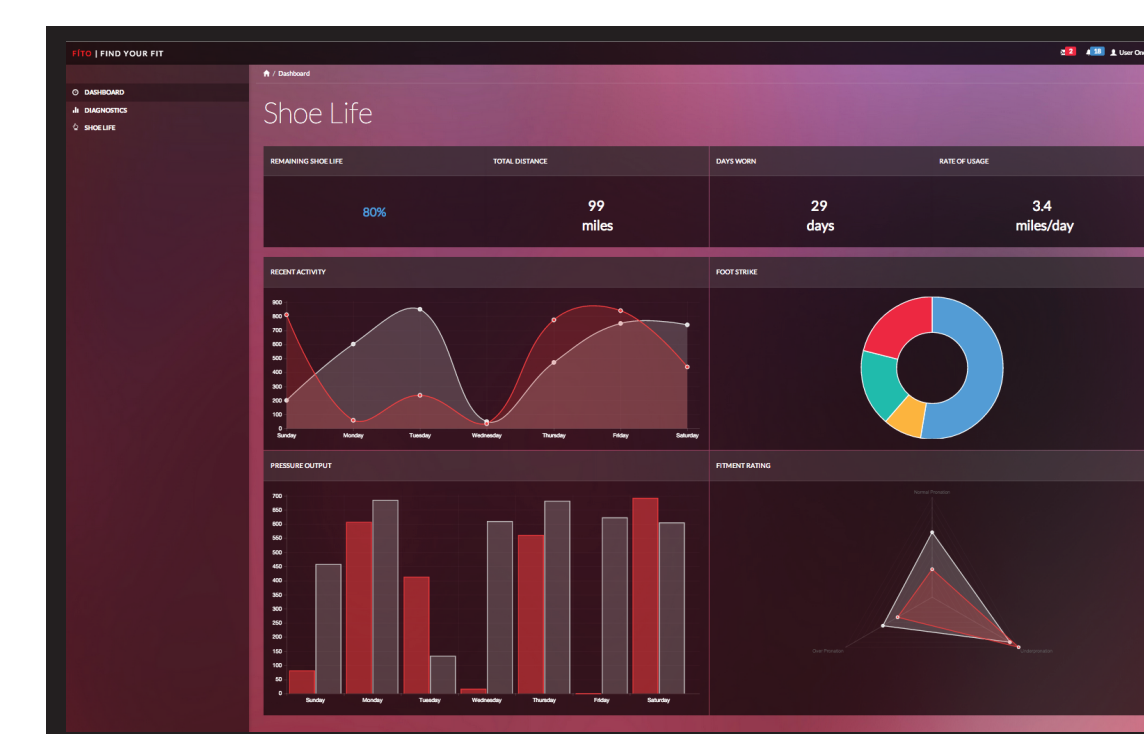 FÍTO | FIND YOUR FIT
2
18
User One
/ Dashboard
DASHBOARD
DIAGNOSTICS
SHOE LIFE
Shoe Life
REMAINING SHOE LIFE
TOTAL DISTANCE
DAYS WORN
RATE OF USAGE
80%
99
miles
29
days
3.4
miles/day
RECENT ACTIVITY
900
800
700
600
500
400
300
200
100
0
Sunday Monday Tuesday Wednesday Thursday Friday Saturday
FOOT STRIKE
PRESSURE OUTPUT
700
650
600
550
500
450
400
350
300
250
200
150
100
50
0
Sunday Monday Tuesday Wednesday Thursday Friday Saturday
FITMENT RATING
Normal Pronation
Over Pronation